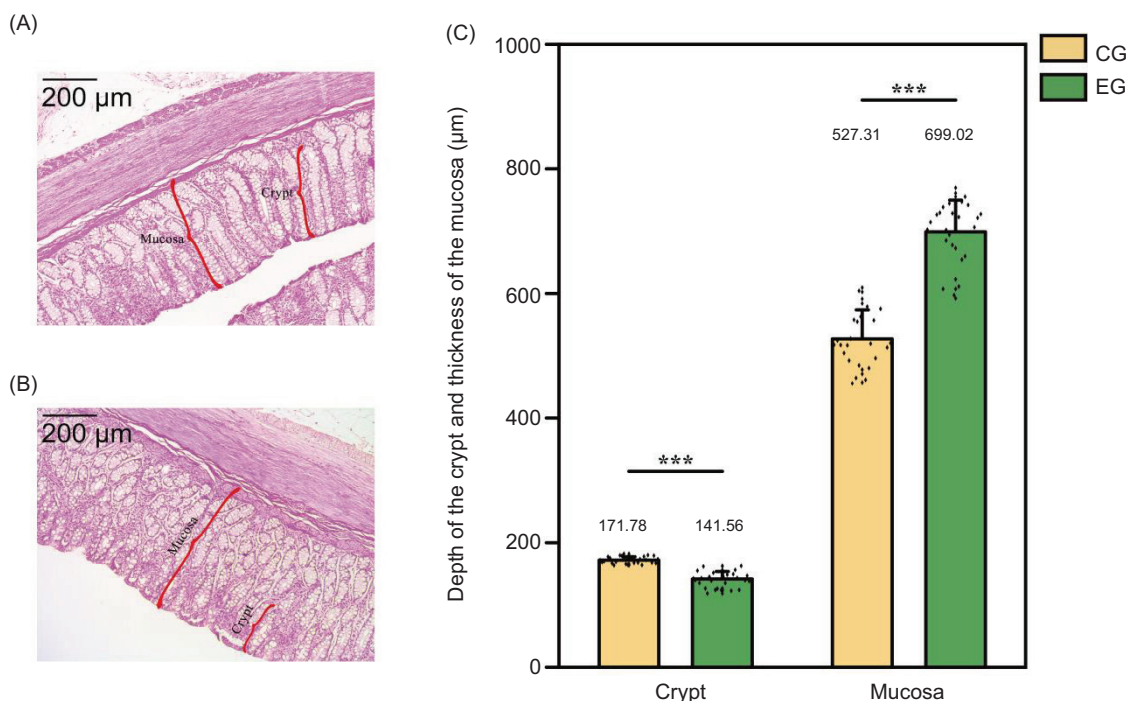 (A)
200 µm
Crypt
Mucosa
(B)
200 µm
Mucosa
Crypt
(C)
CG
EG
Depth of the crypt and thickness of the mucosa (µm)
1000
800
600
400
200
0
***
527.31
699.02
***
171.78
141.56
Crypt
Mucosa